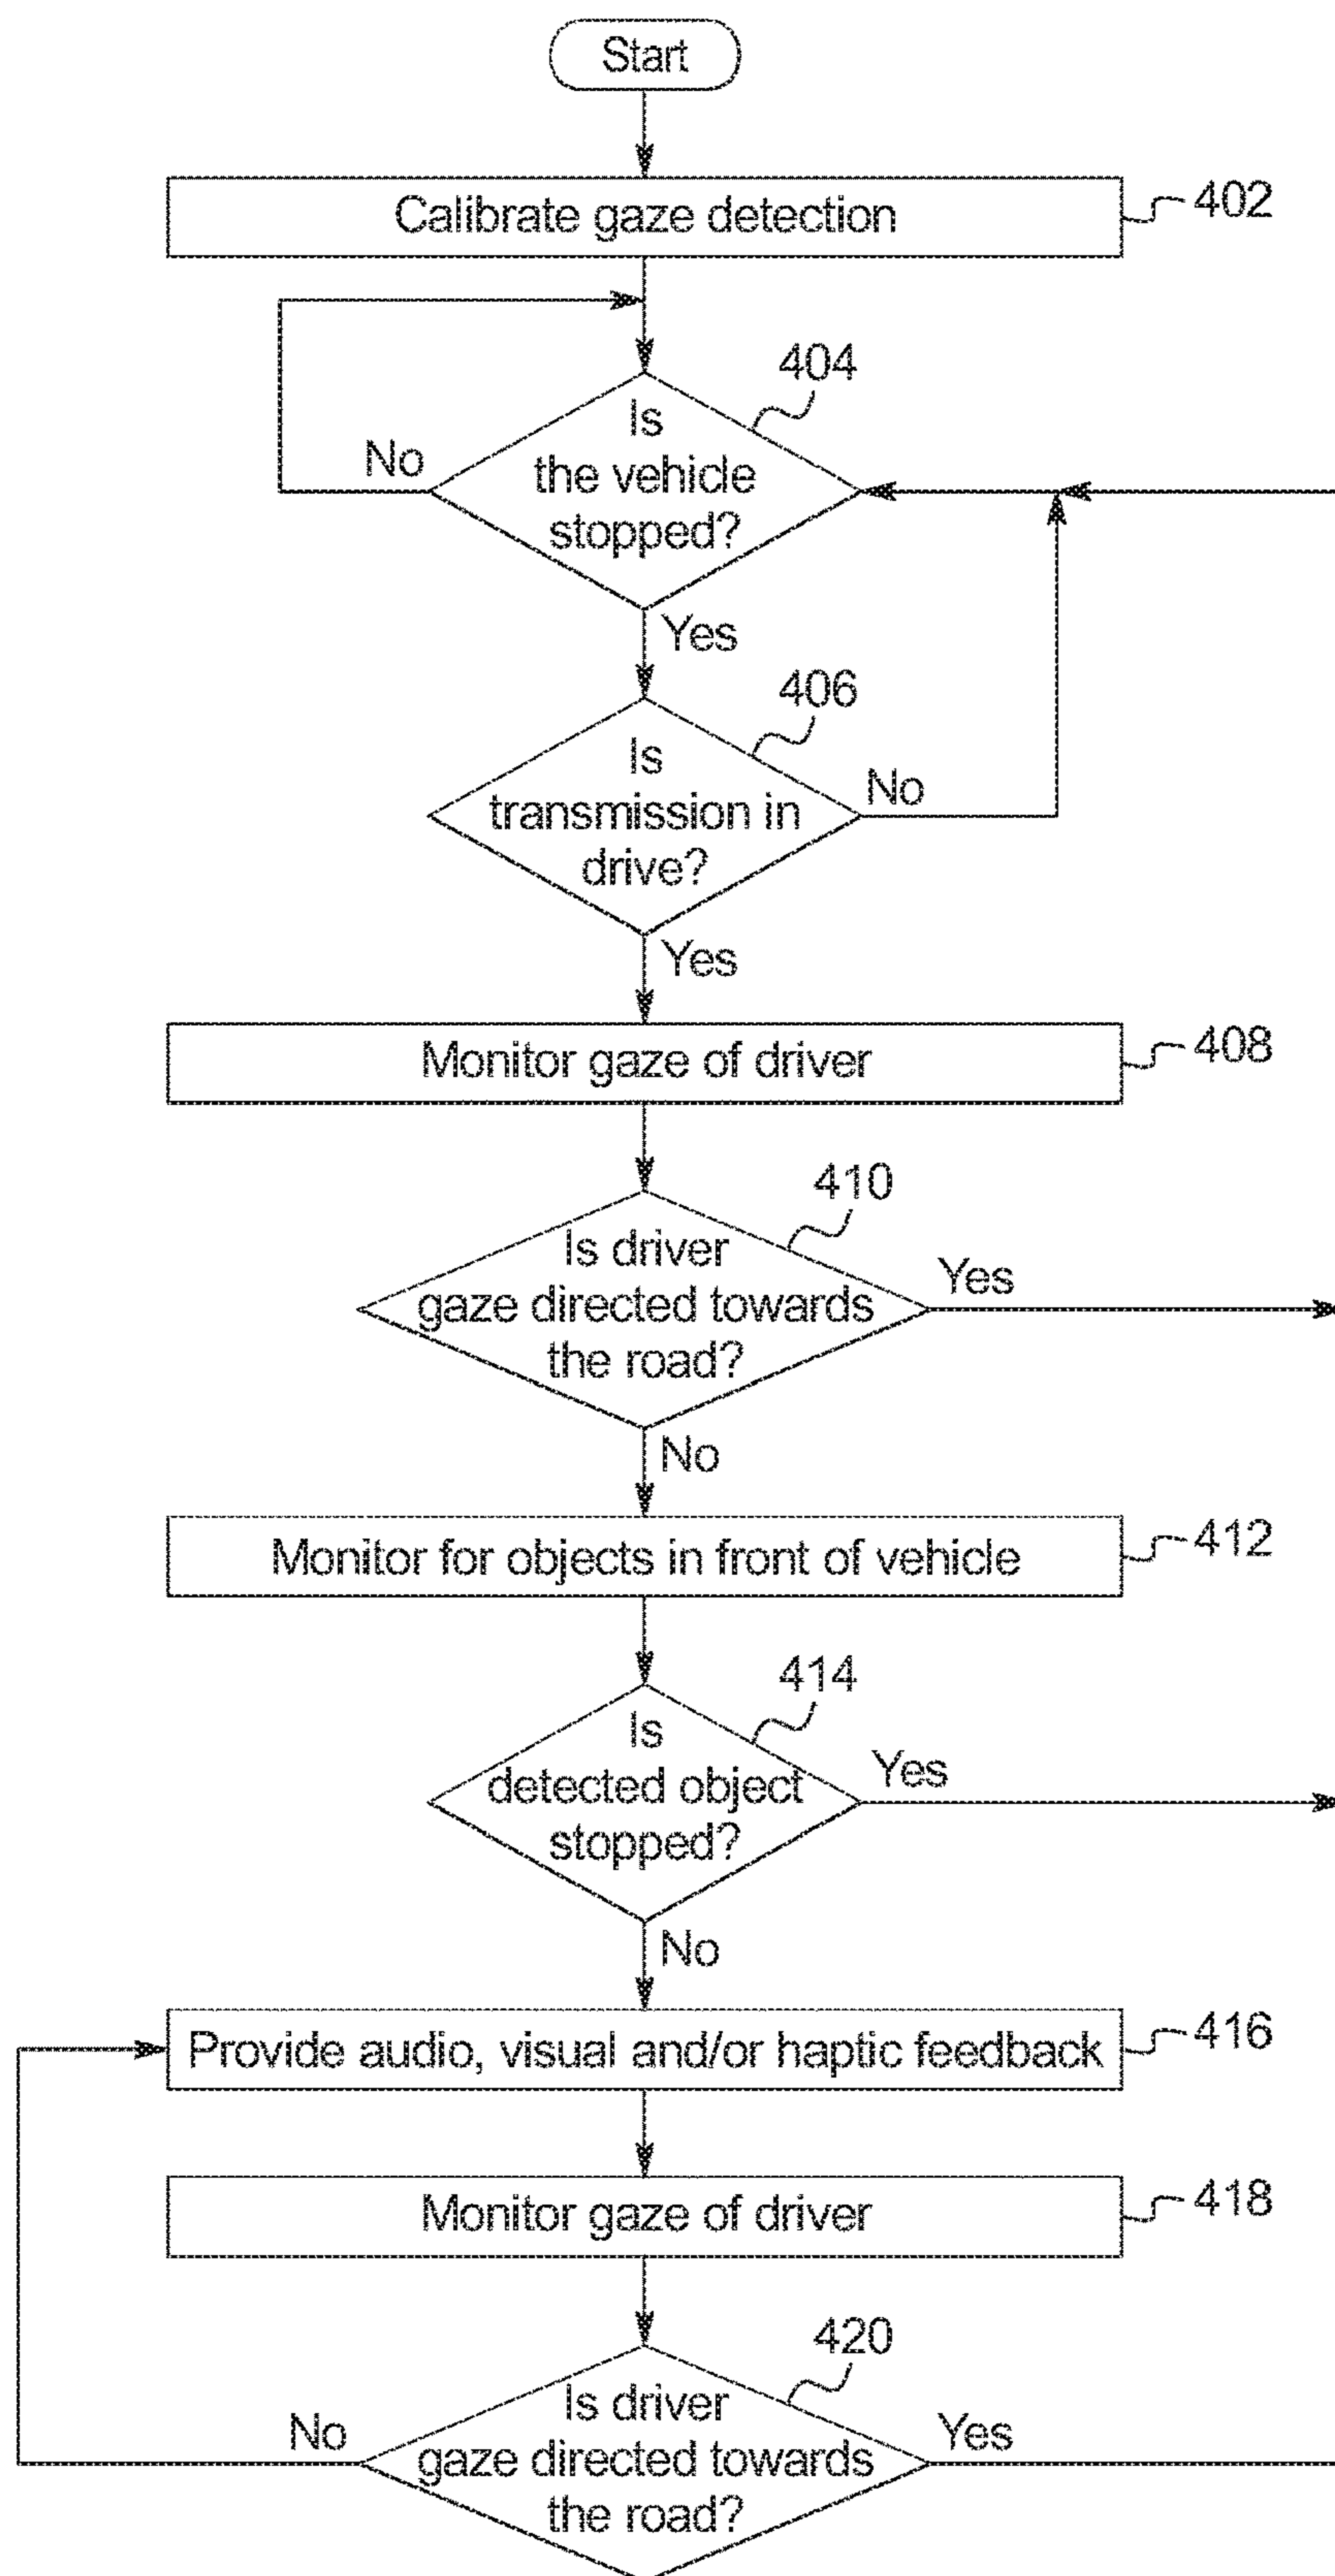 Start
Calibrate gaze detection
402
404
Is
the vehicle
stopped?
No
Yes
406
Is
transmission in
drive?
No
Yes
Monitor gaze of driver
408
410
Is driver
gaze directed towards
the road?
Yes
No
Monitor for objects in front of vehicle
412
414
Is
detected object
stopped?
Yes
No
Provide audio, visual and/or haptic feedback
416
Monitor gaze of driver
418
420
Is driver
gaze directed towards
the road?
No
Yes